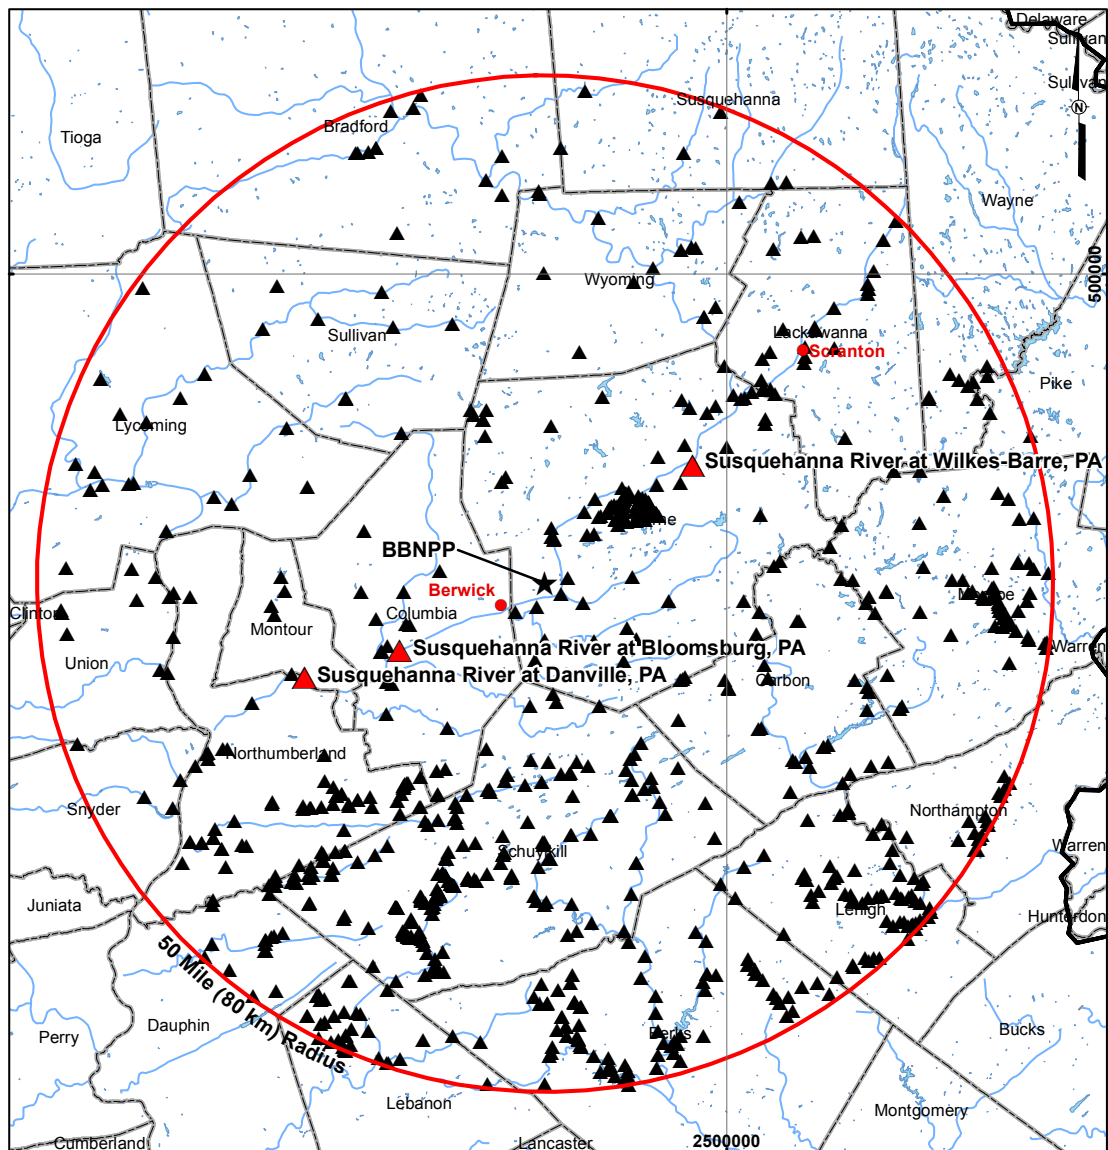 Delaware
Sullivan
Sullivan
Susquehanna
N
Bradford
Tioga
Wayne
500000
Wyoming
Lackawanna
Sullivan
Scranton
Pike
Lycoming
Susquehanna River at Wilkes-Barre, PA
BBNPP
Berwick
Clinton
Columbia
Montour
Monroe
Susquehanna River at Bloomsburg, PA
Warren
Union
Susquehanna River at Danville, PA
Carbon
Northumberland
Snyder
Northampton
Warren
Schuylkill
Juniata
Lehigh
Hunterdon
50 Mile (80 km) Radius
Dauphin
Perry
Berks
Bucks
Lebanon
Montgomery
Cumberland
Lancaster
2500000